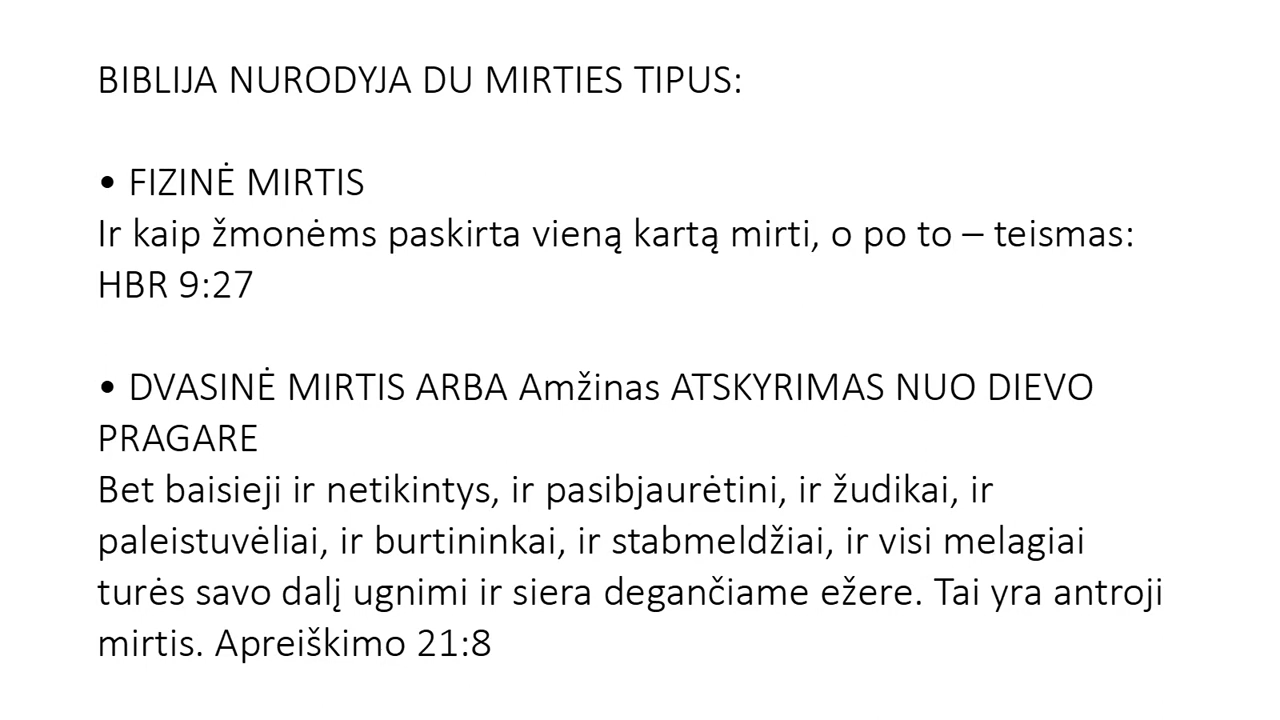 BIBLIJA NURODYJA DU MIRTIES TIPUS:
• FIZINĖ MIRTIS
Ir kaip žmonėms paskirta vieną kartą mirti, o po to – teismas:
HBR 9:27
• DVASINĖ MIRTIS ARBA Amžinas ATSKYRIMAS NUO DIEVO
PRAGARE
Bet baisieji ir netikintys, ir pasibjaurėtini, ir žudikai, ir
paleistuvėliai, ir burtininkai, ir stabmeldžiai, ir visi melagiai
turės savo dalį ugnimi ir siera degančiame ežere. Tai yra antroji
mirtis. Apreiškimo 21:8